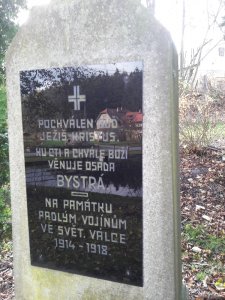 POCHVÁLEN BUĎ
JEŽÍŠ KRISTUS.
KU CTI A CHVÁLE BOŽÍ
VĚNUJE OSADA
BYSTRÁ
NA PAMÁTKU
PADLÝM VOJÍNŮM
VE SVĚT. VÁLCE
1914 - 1918.